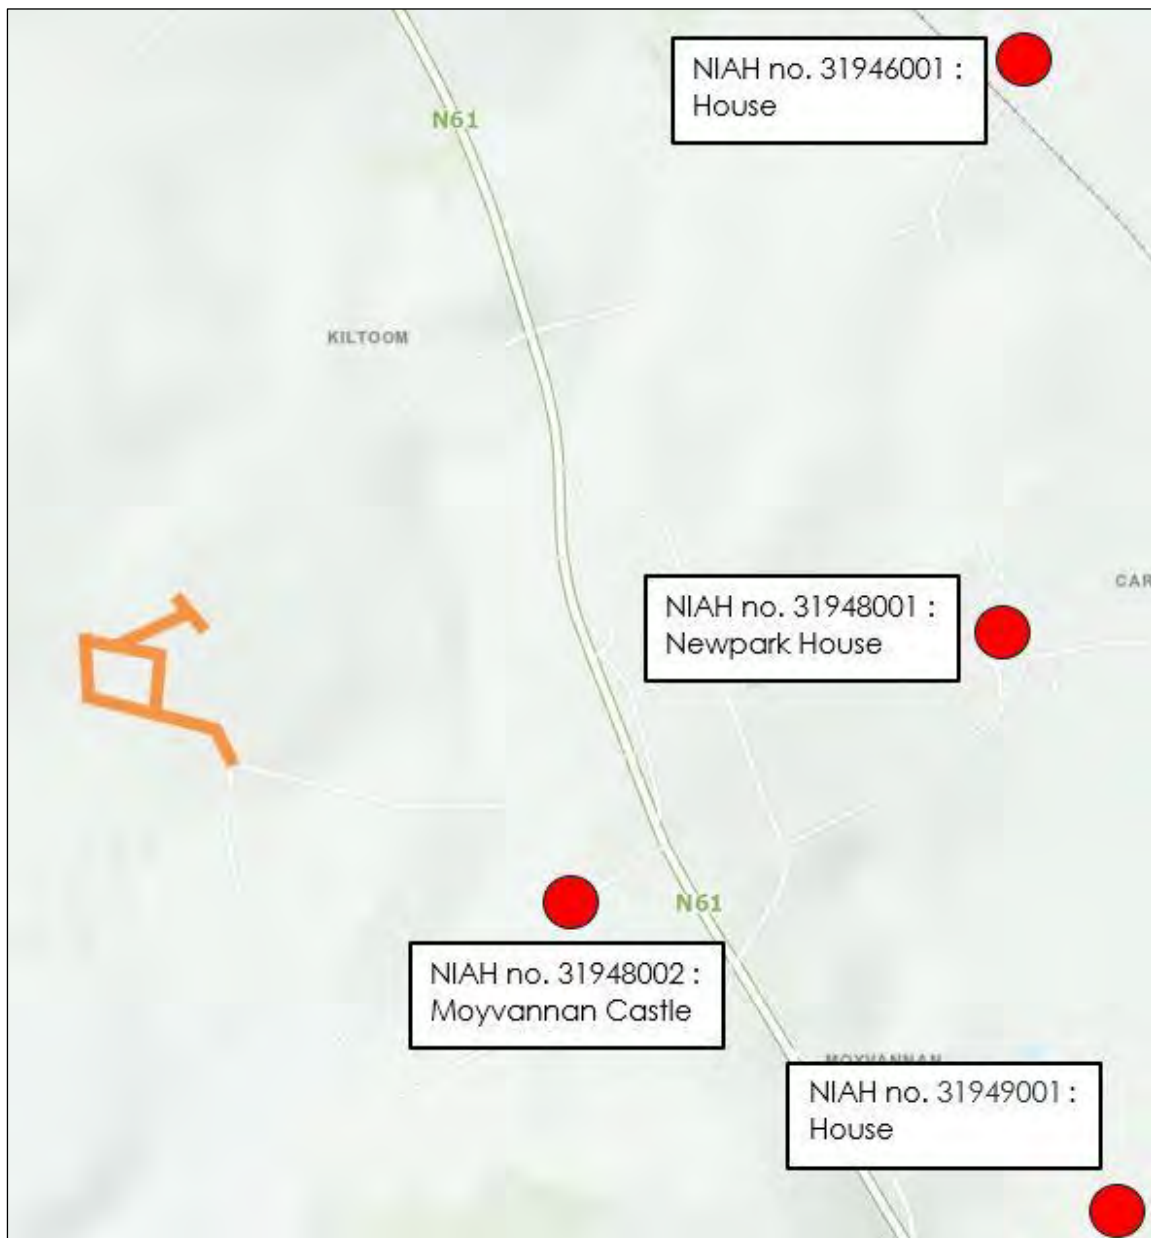 NIAH no. 31946001 :
House
N61
KILTOOM
CAR
NIAH no. 31948001 :
Newpark House
N61
NIAH no. 31948002 :
Moyvannan Castle
MOYVANNAN
NIAH no. 31949001 :
House